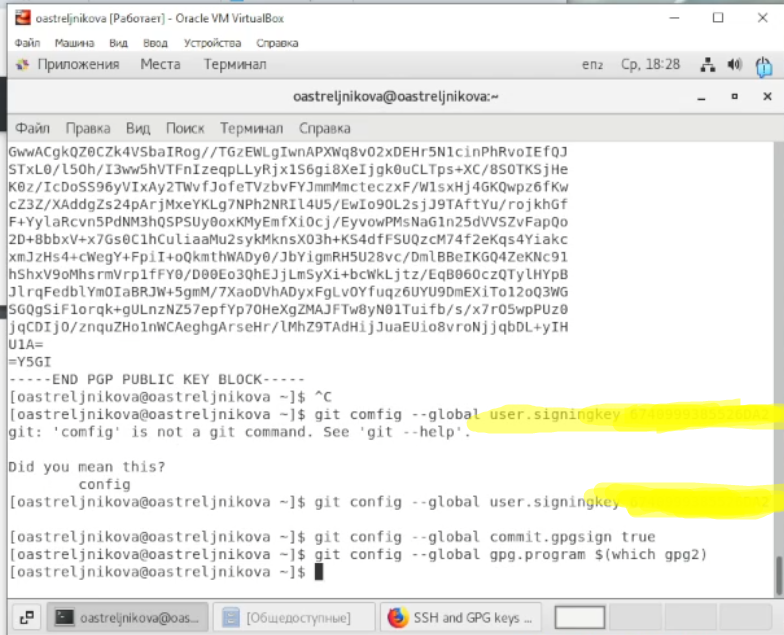 oastreljnikova [Работает] - Oracle VM VirtualBox
Файл Машина Вид Ввод Устройства Справка
Приложения Места Терминал en2 Ср, 18:28
oastreljnikova@oastreljnikova:~
Файл Правка Вид Поиск Терминал Справка
GwwACgkQZ0CZk4VSbaIRog//TGzEWLgIwnAPXWq8vO2xDEHr5N1cinPhRvoIEfQJ
STxL0/l5Oh/I3ww5hVTFnIzeqpLLyRjx1S6gi8XeIjgk0uCLTps+XC/8SOTKSjHe
K0z/IcDoSS96yVIxAy2TWvfJofeTVzbvFYJmmMmcteczxF/W1sxHj4GKQwpz6fKw
cZ3Z/XAddgZs24pArjMxeYKLg7NPh2NRIl4U5/EwIo9OL2sjJ9TAftYu/rojkhGf
F+YylaRcvn5PdNM3hQSPSUy0oxKMyEmfXiOcj/EyvowPMsNaG1n25dVVSZvFapQo
2D+8bbxV+x7Gs0C1hCuliaaMu2sykMknsXO3h+KS4dfFSUQzcM74f2eKqs4Yiakc
xmJzHs4+cWegY+FpiI+oQkmthWADy0/JbYigmRH5U28vc/DmlBBeIKGQ4ZeKNc91
hShxV9oMhsrmVrp1fFY0/D00Eo3QhEJjLmSyXi+bcWkLjtz/EqB06OczQTylHYpB
JlrqFedblYmOIaBRJW+5gmM/7XaoDVhADyxFgLvOYfuqz6UYU9DmEXiTo12oQ3WG
SGQgSiF1orqk+gULnzNZ57epfYp7OHeXgZMAJFTw8yN01Tuifb/s/x7rO5wpPUz0
jqCDIjO/znquZHo1nWCAeghgArseHr/lMhZ9TAdHijJuaEUio8vroNjjqbDL+yIH
U1A=
=Y5GI
-----END PGP PUBLIC KEY BLOCK-----
[oastreljnikova@oastreljnikova ~]$ ^C
[oastreljnikova@oastreljnikova ~]$ git comfig --global user.signingkey
git: 'comfig' is not a git command. See 'git --help'.
Did you mean this?
config
[oastreljnikova@oastreljnikova ~]$ git config --global user.signingkey
[oastreljnikova@oastreljnikova ~]$ git config --global commit.gpgsign true
[oastreljnikova@oastreljnikova ~]$ git config --global gpg.program $(which gpg2)
[oastreljnikova@oastreljnikova ~]$
oastreljnikova@oas... [Общедоступные] SSH and GPG keys ...